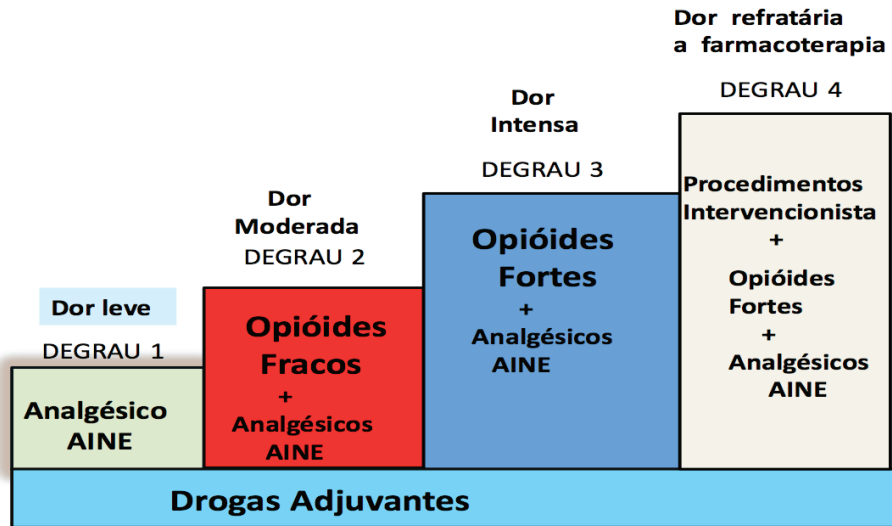 Dor leve
DEGRAU 1
Analgésico
AINE
Dor
Moderada
DEGRAU 2
Opióides
Fracos
+
Analgésicos
AINE
Dor
Intensa
DEGRAU 3
Opióides
Fortes
+
Analgésicos
AINE
Dor refratária
a farmacoterapia
DEGRAU 4
Procedimentos
Intervencionista
+
Opióides
Fortes
+
Analgésicos
AINE
Drogas Adjuvantes